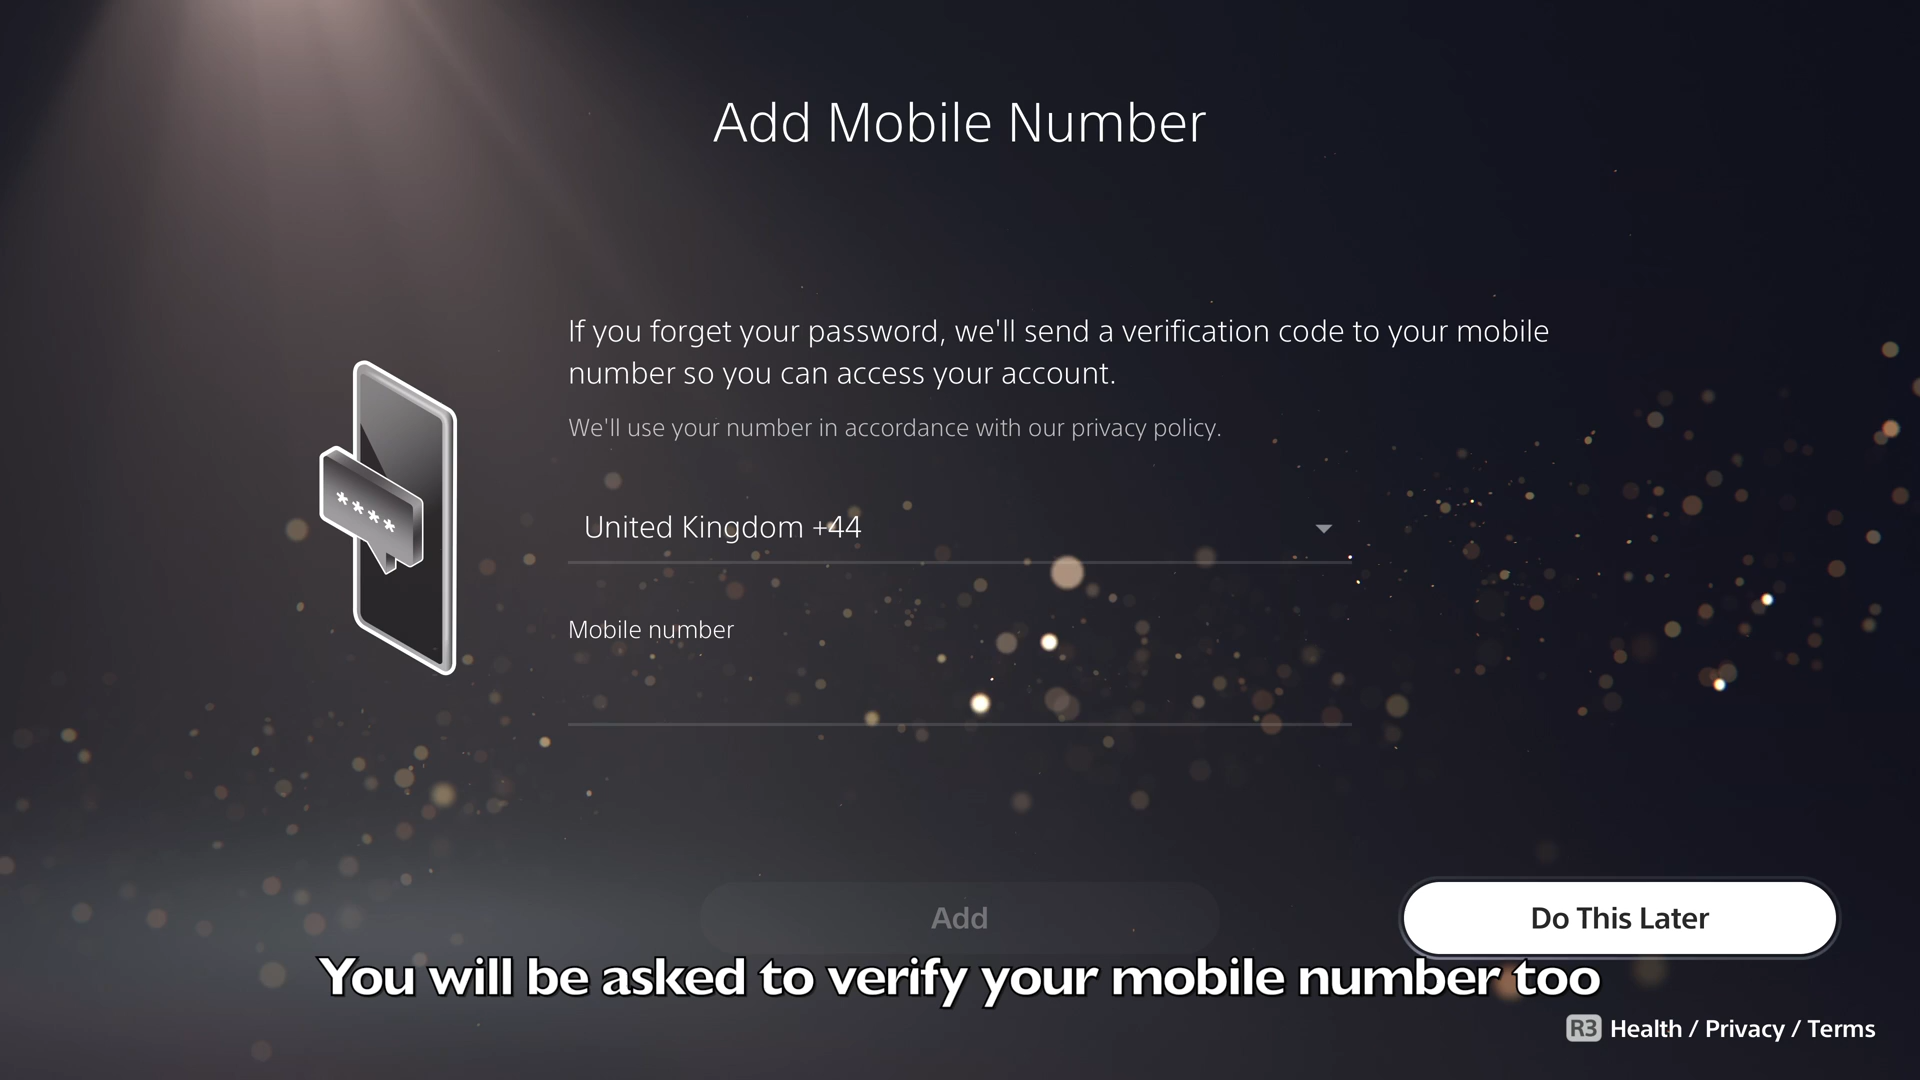 Add Mobile Number
If you forget your password, we'll send a verification code to your mobile
number so you can access your account.
We'll use your number in accordance with our privacy policy.
****
United Kingdom +44
Mobile number
Add
Do This Later
You will be asked to verify your mobile number too
R3 Health / Privacy / Terms